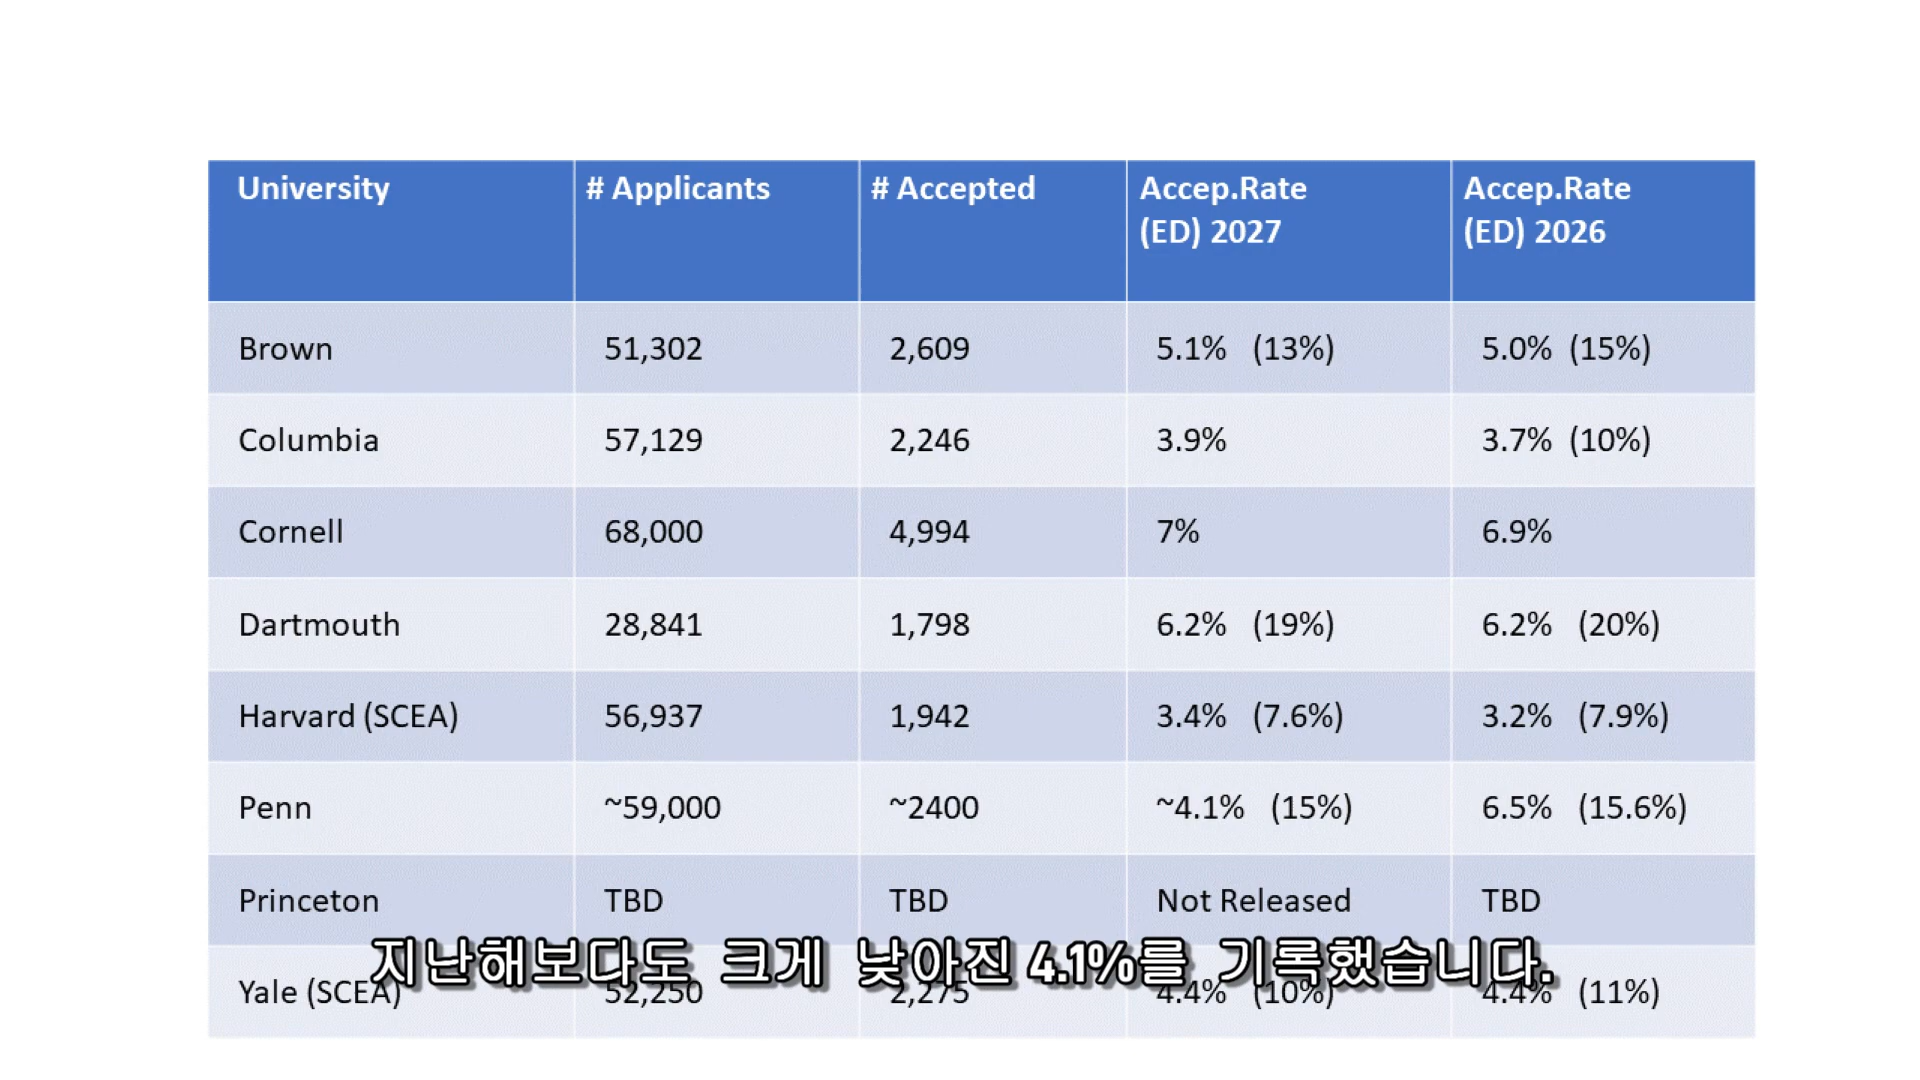 University # Applicants # Accepted Accep.Rate (ED) 2027 Accep.Rate (ED) 2026
Brown 51,302 2,609 5.1% (13%) 5.0% (15%)
Columbia 57,129 2,246 3.9% 3.7% (10%)
Cornell 68,000 4,994 7% 6.9%
Dartmouth 28,841 1,798 6.2% (19%) 6.2% (20%)
Harvard (SCEA) 56,937 1,942 3.4% (7.6%) 3.2% (7.9%)
Penn ~59,000 ~2400 ~4.1% (15%) 6.5% (15.6%)
Princeton TBD TBD Not Released TBD
지난해보다도 크게 낮아진 4.1%를 기록했습니다.
Yale (SCEA) 52,250 2,275 4.4% (10%) 4.4% (11%)